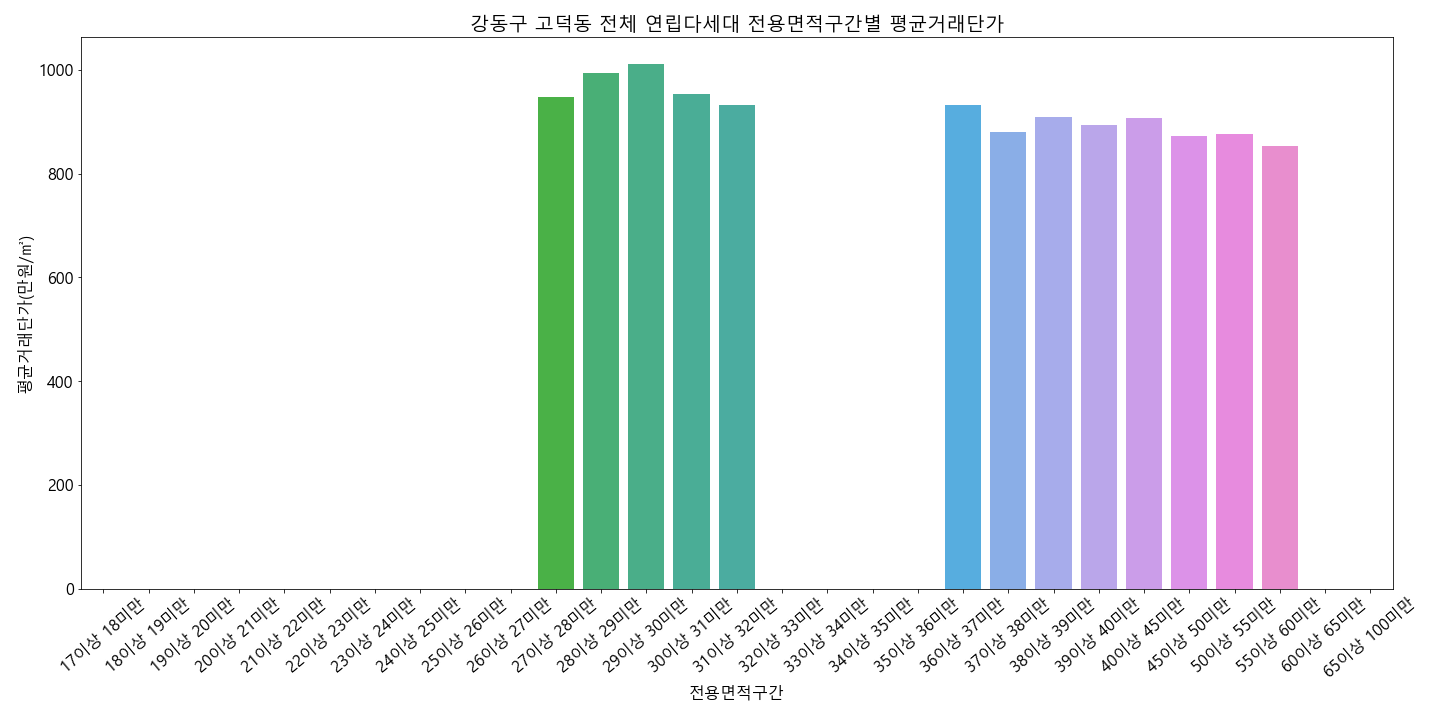 강동구 고덕동 전체 연립다세대 전용면적구간별 평균거래단가
평균거래단가(만원/㎡)
1000
800
600
400
200
0
17이상 18미만
18이상 19미만
19이상 20미만
20이상 21미만
21이상 22미만
22이상 23미만
23이상 24미만
24이상 25미만
25이상 26미만
26이상 27미만
27이상 28미만
28이상 29미만
29이상 30미만
30이상 31미만
31이상 32미만
32이상 33미만
33이상 34미만
34이상 35미만
35이상 36미만
36이상 37미만
37이상 38미만
38이상 39미만
39이상 40미만
40이상 45미만
45이상 50미만
50이상 55미만
55이상 60미만
60이상 65미만
65이상 100미만
전용면적구간